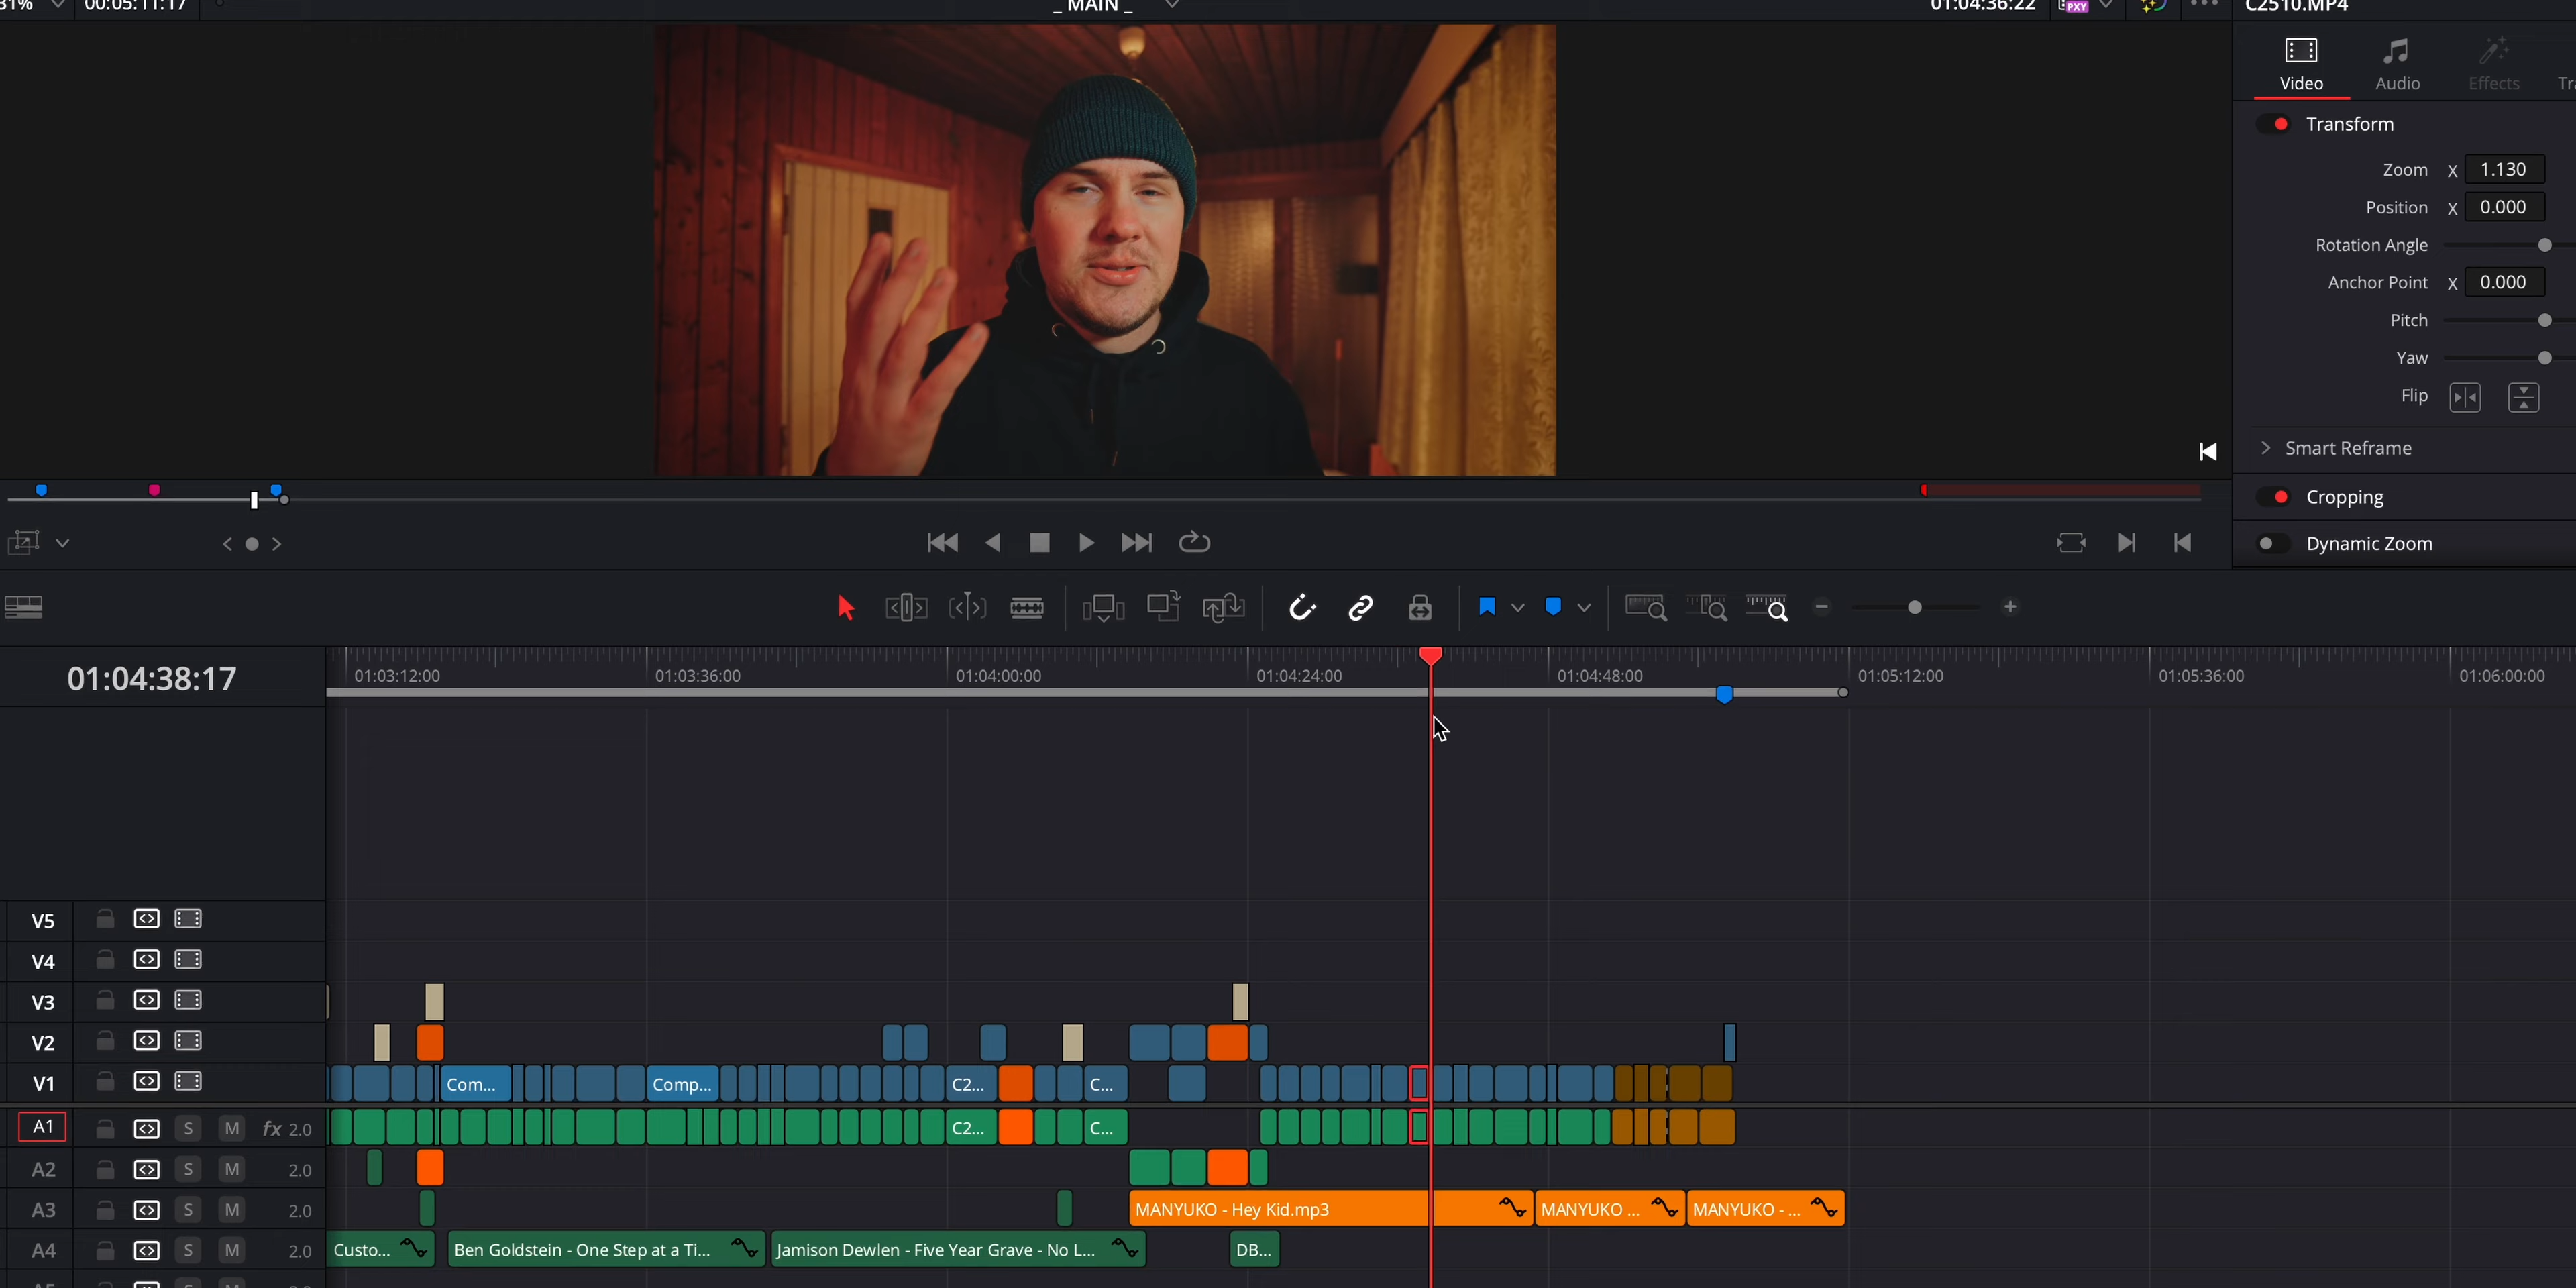 31% 00:05:11:17 _ MAIN _ 01:04:36:22 PXY C2510.MP4
Video Audio Effects
Transform
Zoom X 1.130
Position X 0.000
Rotation Angle
Anchor Point X 0.000
Pitch
Yaw
Flip
Smart Reframe
Cropping
Dynamic Zoom
01:04:38:17
01:03:12:00 01:03:36:00 01:04:00:00 01:04:24:00 01:04:48:00 01:05:12:00 01:05:36:00 01:06:00:00
V5
V4
V3
V2
V1 Com... Comp... C2... C...
A1 S M fx 2.0 C2... C...
A2 S M 2.0
A3 S M 2.0 MANYUKO - Hey Kid.mp3 MANYUKO ... MANYUKO - ...
A4 S M 2.0 Custo... Ben Goldstein - One Step at a Ti... Jamison Dewlen - Five Year Grave - No L... DB...